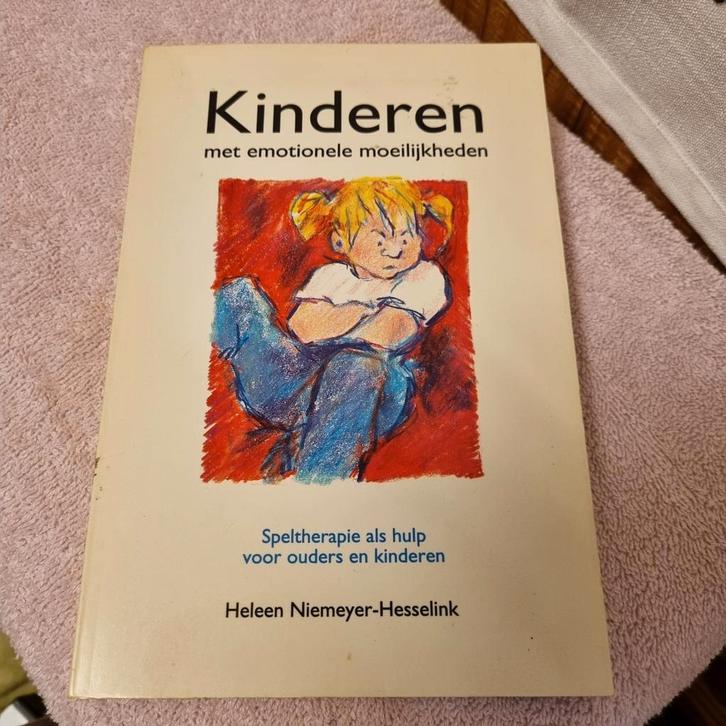 Kinderen
met emotionele moeilijkheden
Speltherapie als hulp
voor ouders en kinderen
Heleen Niemeyer-Hesselink